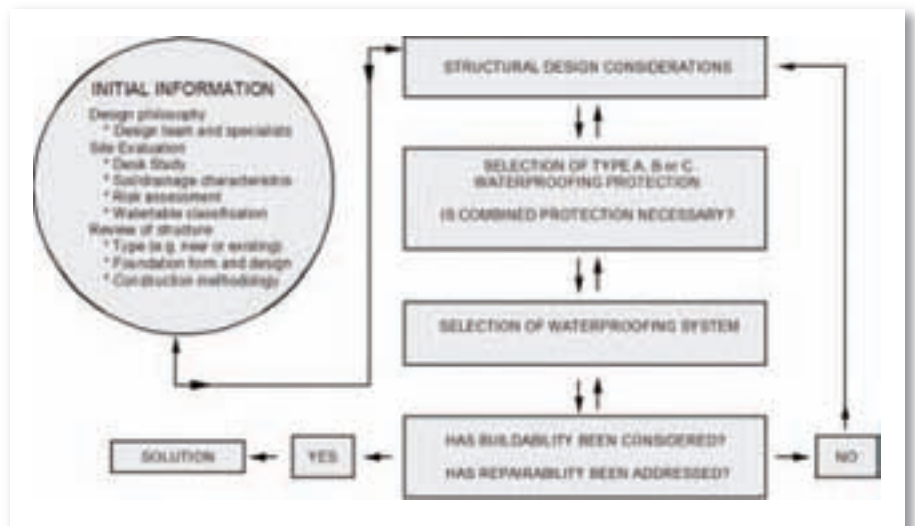 INITIAL INFORMATION
Design philosophy
* Design team and specialists
Site Evaluation
* Desk Study
* Soil/drainage characteristics
* Risk assessment
* Watertable classification
Review of structure
* Type (e.g. new or existing)
* Foundation form and design
* Construction methodology
STRUCTURAL DESIGN CONSIDERATIONS
SELECTION OF TYPE A, B or C
WATERPROOFING PROTECTION
IS COMBINED PROTECTION NECESSARY?
SELECTION OF WATERPROOFING SYSTEM
HAS BUILDABILITY BEEN CONSIDERED?
HAS REPAIRABILITY BEEN ADDRESSED?
NO
YES
SOLUTION